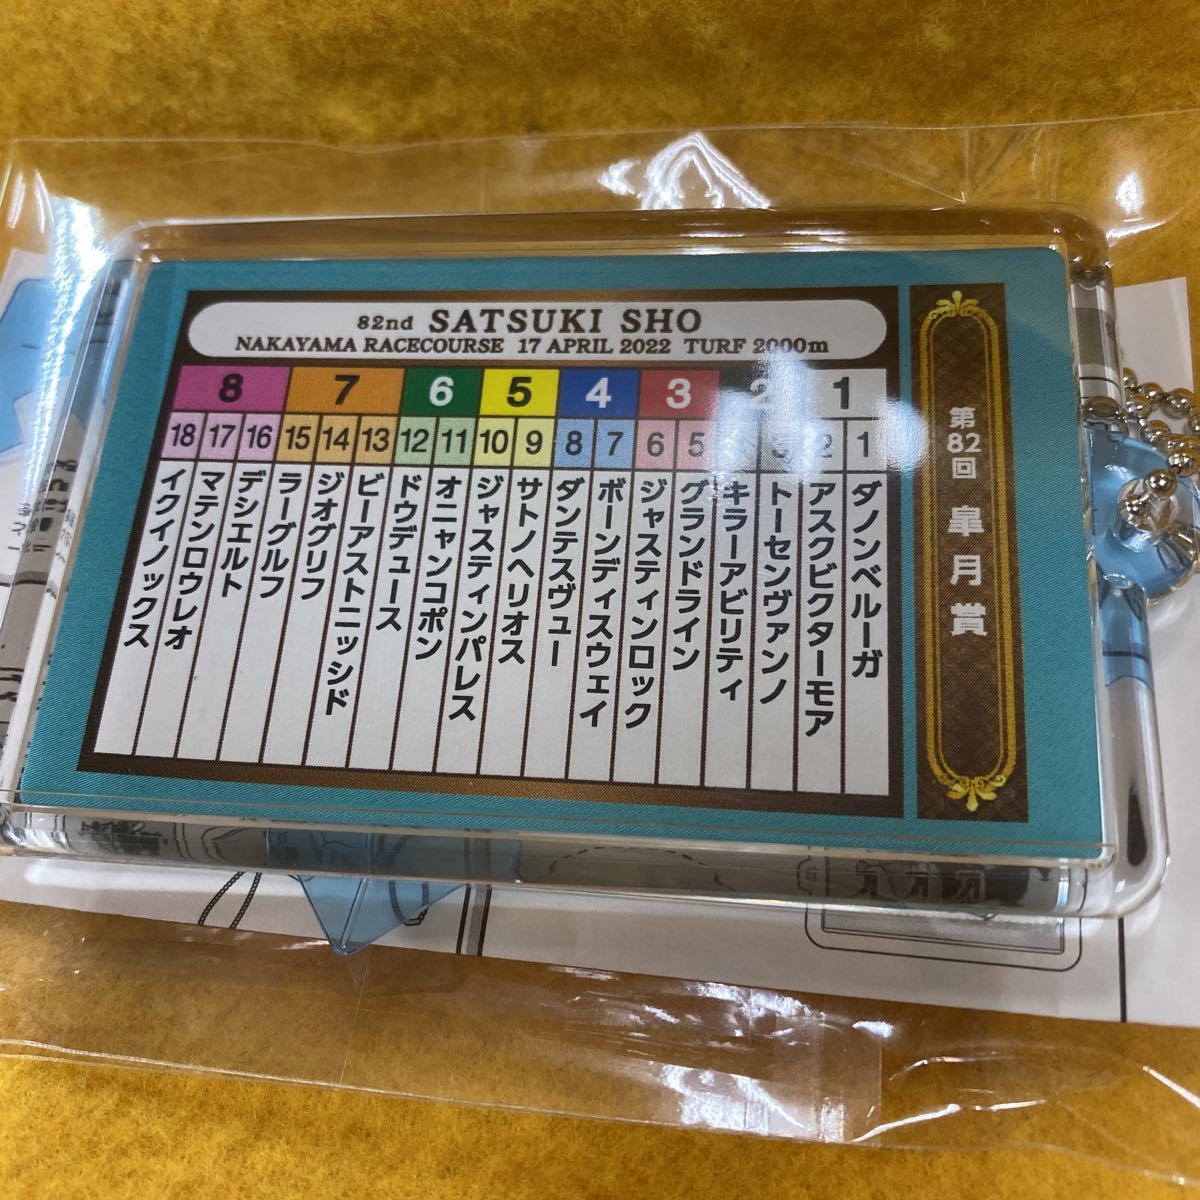 82nd SATSUKI SHO
NAKAYAMA RACECOURSE 17 APRIL 2022 TURF 2000m
8 7 6 5 4 3 2 1
18 17 16 15 14 13 12 11 10 9 8 7 6 5 3 2 1
ダノンベルーガ
アスクビクターモア
トーセンヴァンノ
キラーアビリティ
グランドライン
ジャスティンロック
ボーンディスウェイ
ダンテスヴュー
サトノヘリオス
ジャスティンパレス
オニャンコポン
ドウデュース
ビーアストニッシド
ジオグリフ
ラーグルフ
デシエルト
マテンロウレオ
イクイノックス
第82回 皐月賞